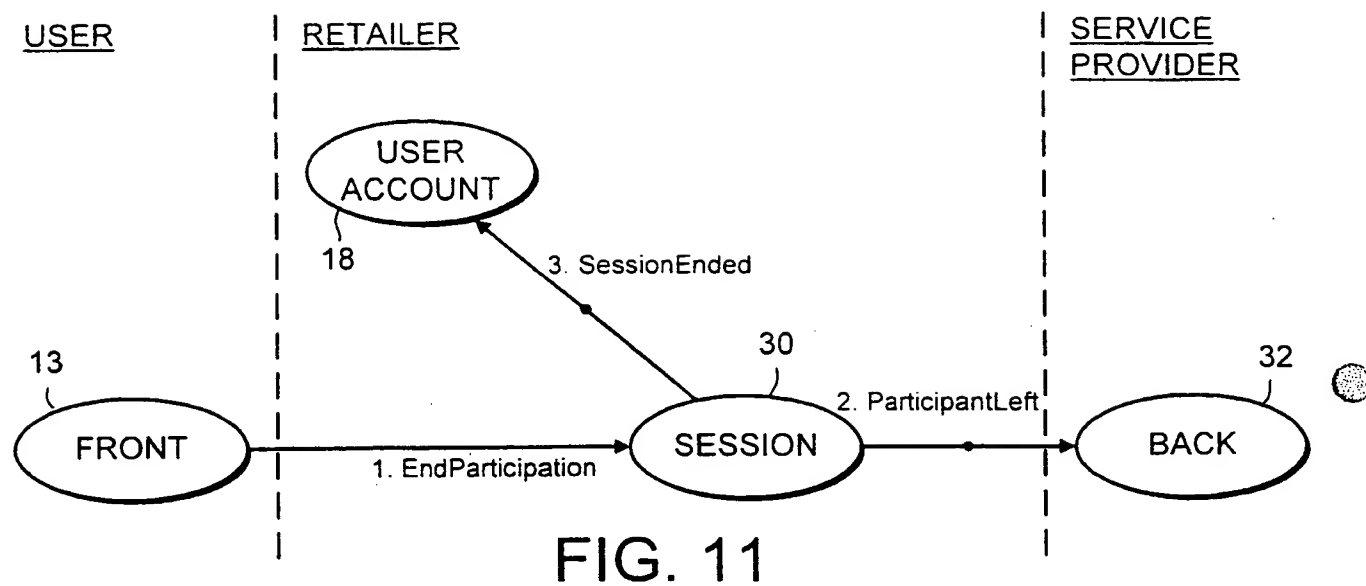 USER
RETAILER
SERVICE
PROVIDER
USER
ACCOUNT
18
3. SessionEnded
13
30
32
2. ParticipantLeft
FRONT
SESSION
BACK
1. EndParticipation
FIG. 11